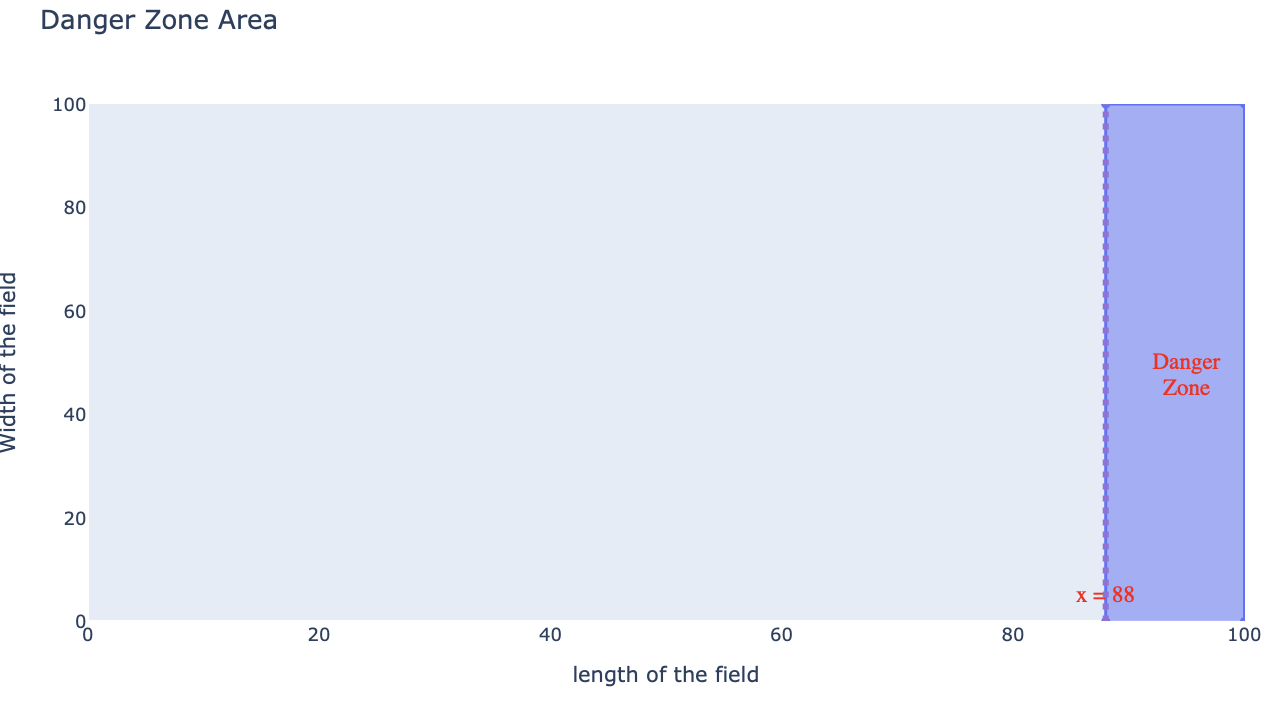 Danger Zone Area
100
80
60
40
20
0
Width of the field
Danger
Zone
x = 88
0
20
40
60
80
100
length of the field